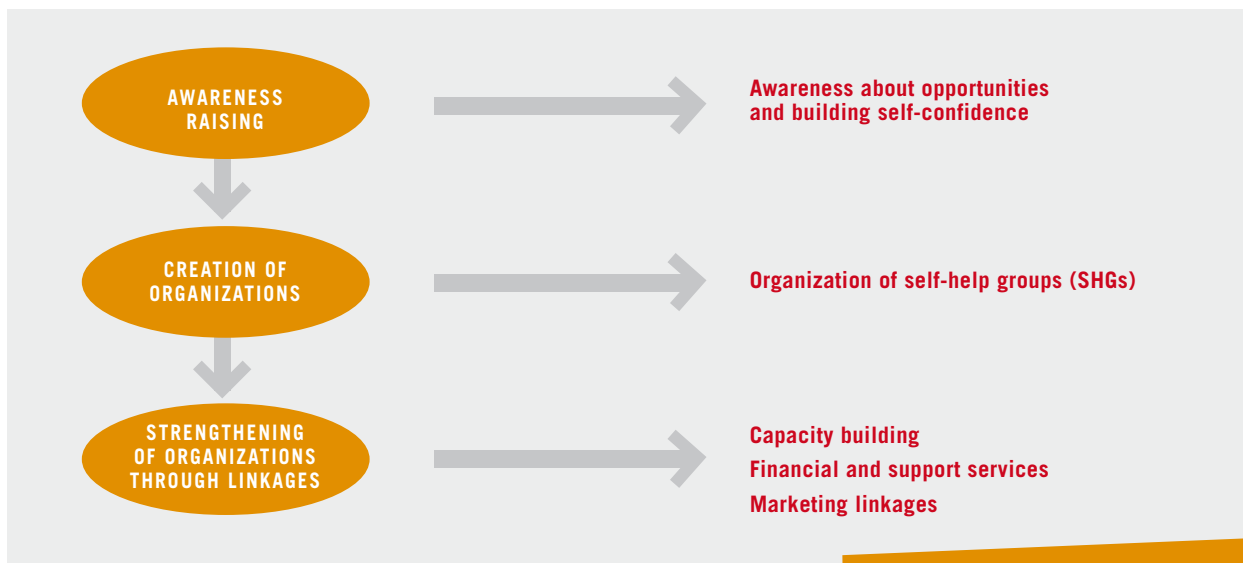 AWARENESS
RAISING
Awareness about opportunities
and building self-confidence
CREATION OF
ORGANIZATIONS
Organization of self-help groups (SHGs)
STRENGTHENING
OF ORGANIZATIONS
THROUGH LINKAGES
Capacity building
Financial and support services
Marketing linkages